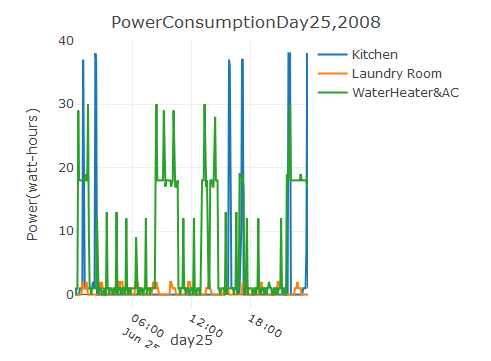 PowerConsumptionDay25,2008
Kitchen
Laundry Room
WaterHeater&AC
Power(watt-hours)
40
30
20
10
0
06:00
Jun 25
12:00
18:00
day25